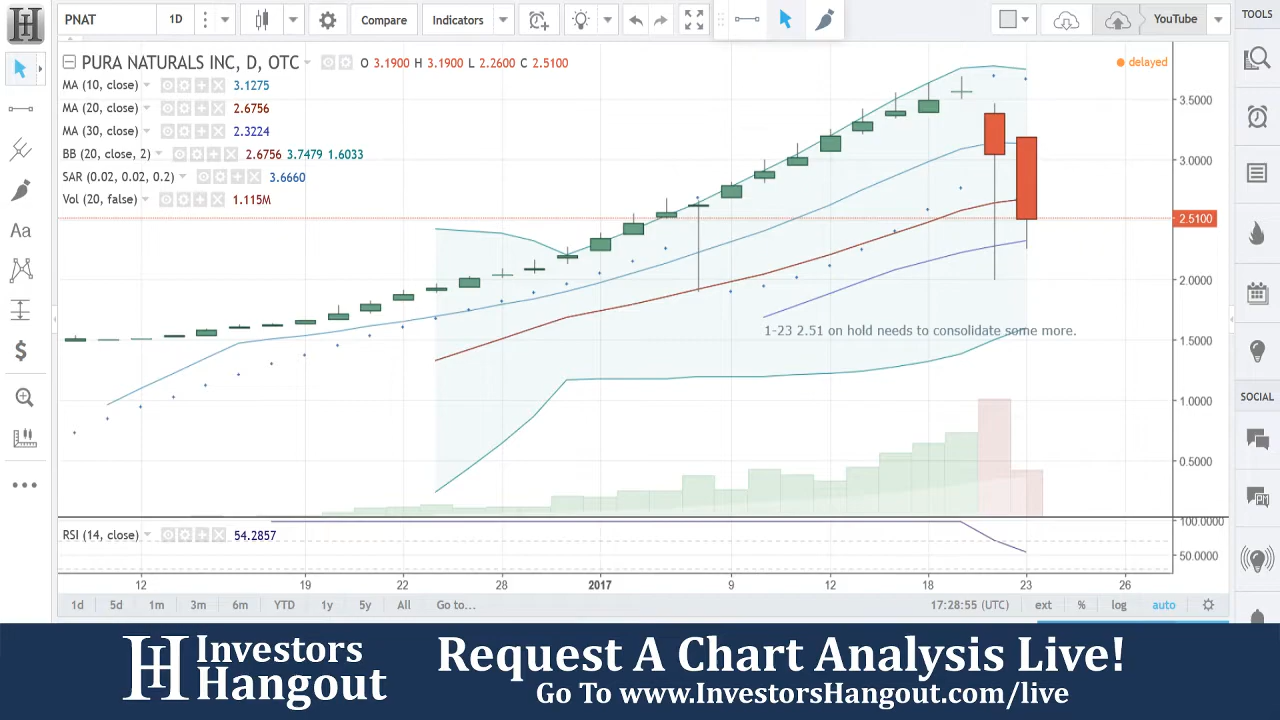 PNAT 1D Compare Indicators YouTube TOOLS
PURA NATURALS INC, D, OTC O 3.1900 H 3.1900 L 2.2600 C 2.5100 delayed
MA (10, close) 3.1275
MA (20, close) 2.6756
MA (30, close) 2.3224
BB (20, close, 2) 2.6756 3.7479 1.6033
SAR (0.02, 0.02, 0.2) 3.6660
Vol (20, false) 1.115M
3.5000
3.0000
2.5100
2.0000
1.5000
1.0000
0.5000
1-23 2.51 on hold needs to consolidate some more.
Aa
$
SOCIAL
PM
RSI (14, close) 54.2857
100.0000
50.0000
12 19 22 28 2017 9 12 18 23 26
1d 5d 1m 3m 6m YTD 1y 5y All Go to... 17:28:55 (UTC) ext % log auto
H Investors Hangout
Request A Chart Analysis Live!
Go To www.InvestorsHangout.com/live